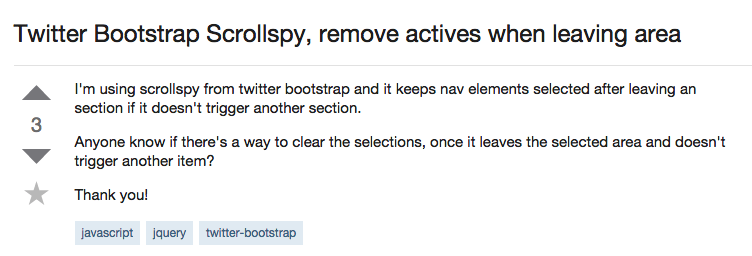 Twitter Bootstrap Scrollspy, remove actives when leaving area
I'm using scrollspy from twitter bootstrap and it keeps nav elements selected after leaving an
section if it doesn't trigger another section.
3
Anyone know if there's a way to clear the selections, once it leaves the selected area and doesn't
trigger another item?
Thank you!
javascript jquery twitter-bootstrap